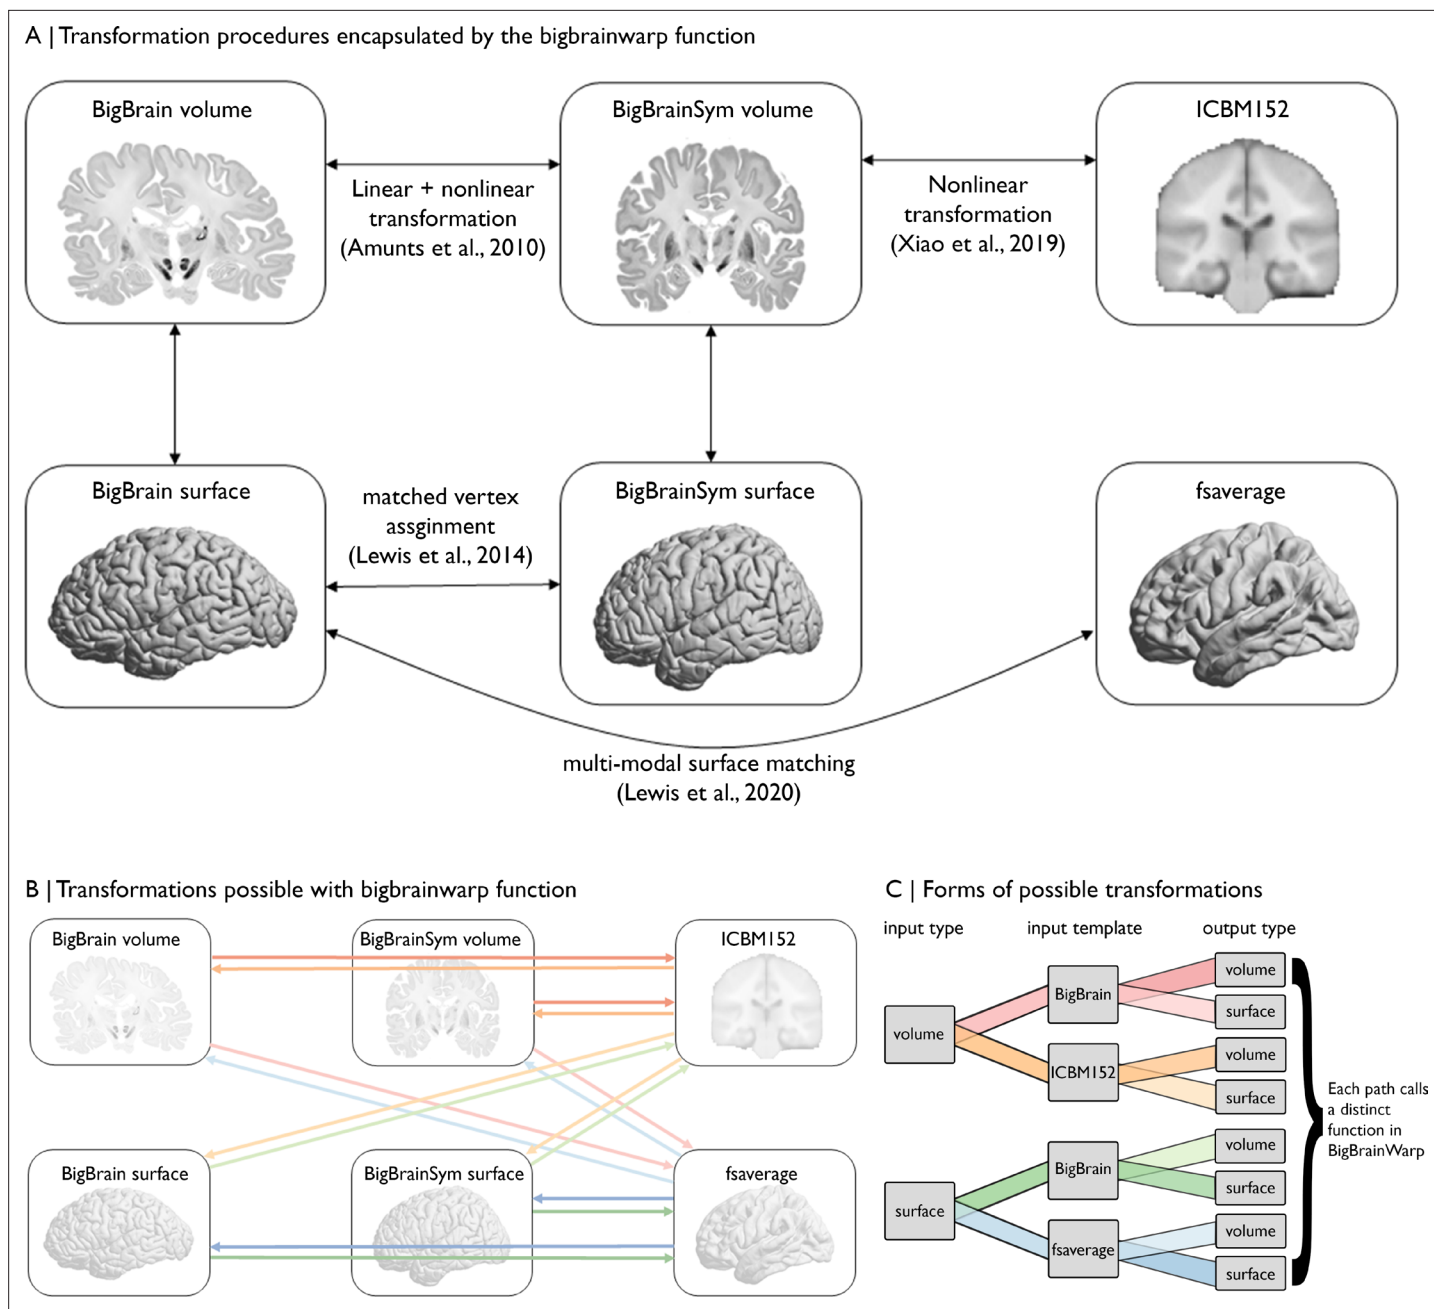 A | Transformation procedures encapsulated by the bigbrainwarp function
BigBrain volume
BigBrainSym volume
ICBM152
Linear + nonlinear
transformation
(Amunts et al., 2010)
Nonlinear
transformation
(Xiao et al., 2019)
BigBrain surface
matched vertex
assginment
(Lewis et al., 2014)
BigBrainSym surface
fsaverage
multi-modal surface matching
(Lewis et al., 2020)
B | Transformations possible with bigbrainwarp function
BigBrain volume
BigBrainSym volume
ICBM152
BigBrain surface
BigBrainSym surface
fsaverage
C | Forms of possible transformations
input type
input template
output type
volume
BigBrain
volume
surface
ICBM152
volume
surface
surface
BigBrain
volume
surface
fsaverage
volume
surface
Each path calls
a distinct
function in
BigBrainWarp